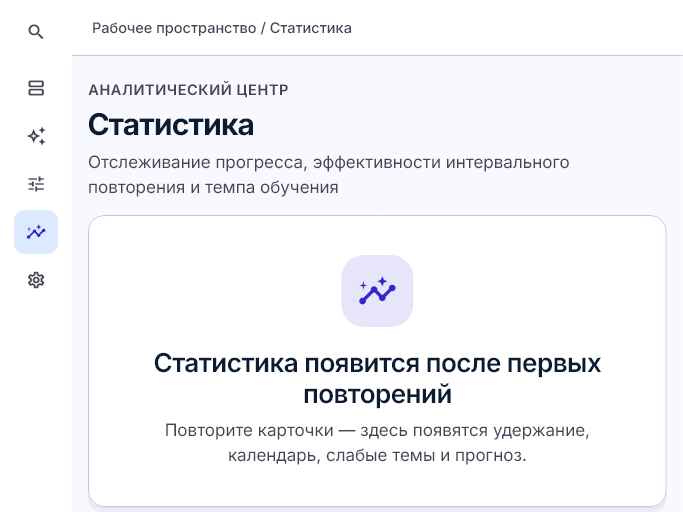 Рабочее пространство / Статистика
АНАЛИТИЧЕСКИЙ ЦЕНТР
Статистика
Отслеживание прогресса, эффективности интервального
повторения и темпа обучения
Статистика появится после первых
повторений
Повторите карточки — здесь появятся удержание,
календарь, слабые темы и прогноз.